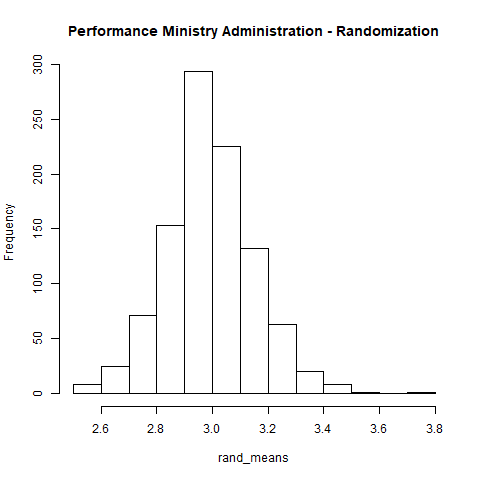 Performance Ministry Administration - Randomization
Frequency
300
250
200
150
100
50
0
2.6 2.8 3.0 3.2 3.4 3.6 3.8
rand_means